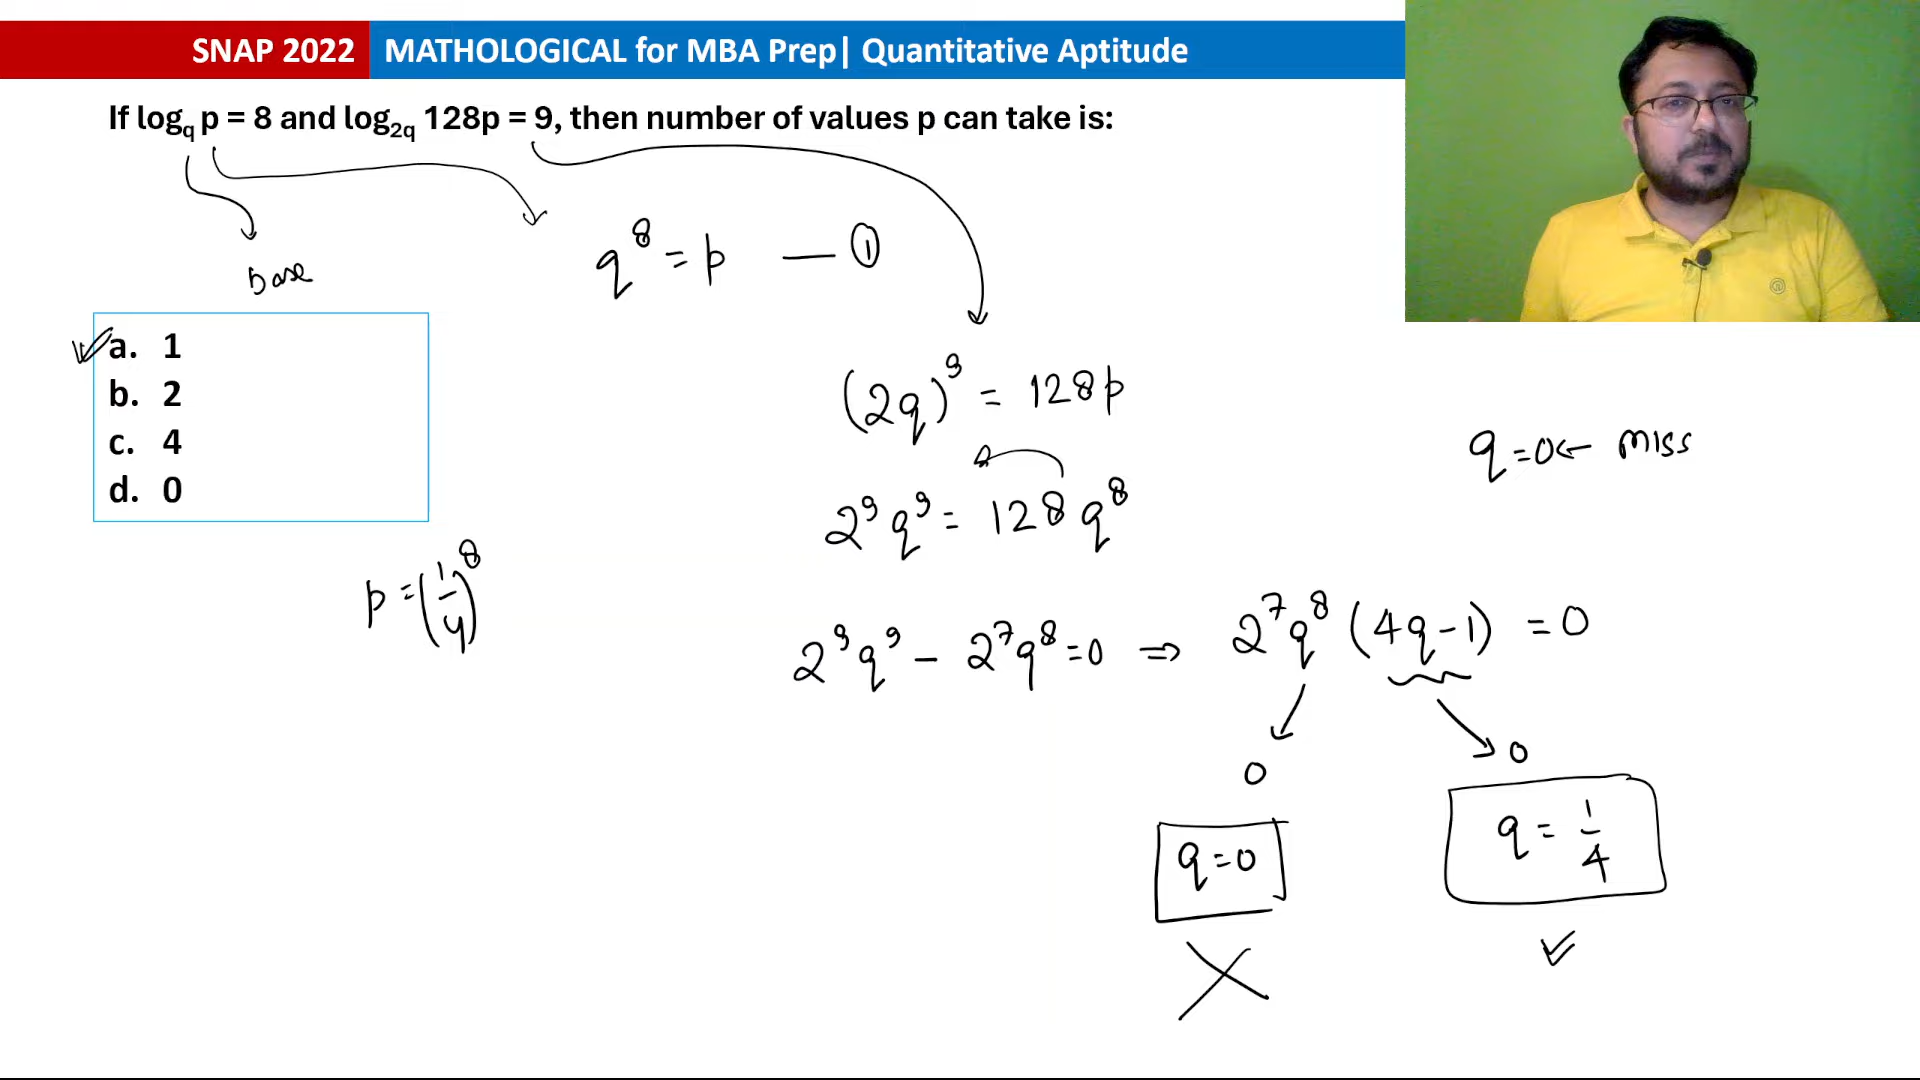 SNAP 2022 MATHOLOGICAL for MBA Prep| Quantitative Aptitude
If log_q p = 8 and log_2q 128p = 9, then number of values p can take is:
base
q^8 = p — ①
a. 1
b. 2
c. 4
d. 0
(2q)^9 = 128p
q=0← miss
2^9 q^9 = 128 q^8
p = (1/4)^8
2^9 q^9 − 2^7 q^8 = 0 ⇒ 2^7 q^8 (4q−1) = 0
0
0
q=0
q = 1/4